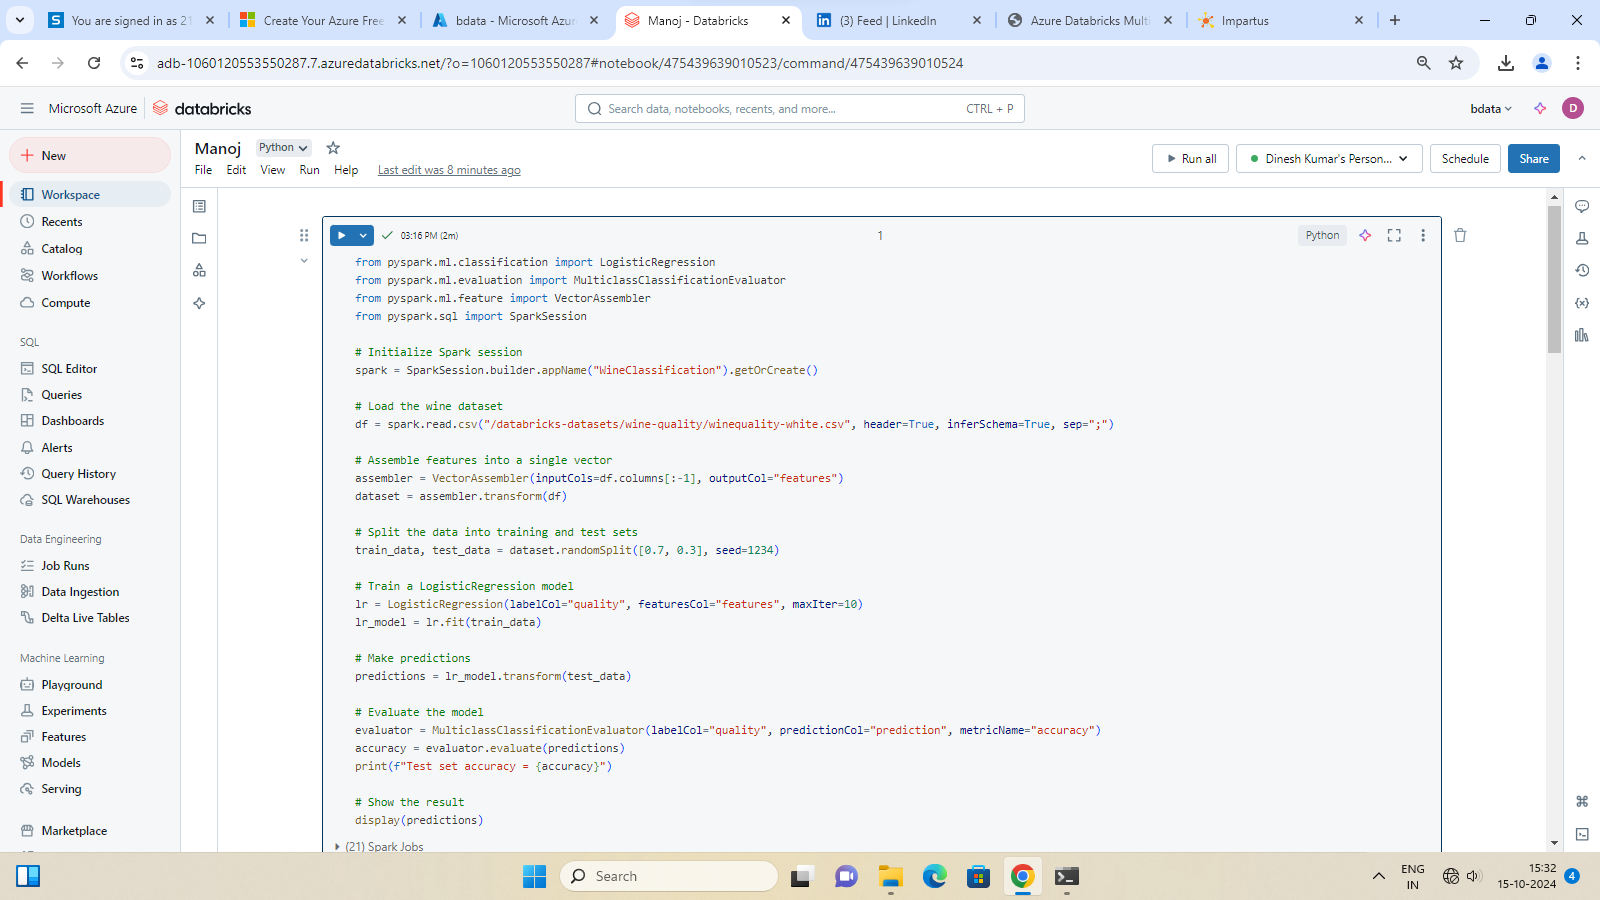 You are signed in as 21
Create Your Azure Free
bdata - Microsoft Azur
Manoj - Databricks
(3) Feed | LinkedIn
Azure Databricks Multi
Impartus
adb-1060120553550287.7.azuredatabricks.net/?o=1060120553550287#notebook/475439639010523/command/475439639010524
Microsoft Azure
databricks
Search data, notebooks, recents, and more...
CTRL + P
bdata
D
New
Workspace
Recents
Catalog
Workflows
Compute
SQL
SQL Editor
Queries
Dashboards
Alerts
Query History
SQL Warehouses
Data Engineering
Job Runs
Data Ingestion
Delta Live Tables
Machine Learning
Playground
Experiments
Features
Models
Serving
Marketplace
Manoj
Python
File Edit View Run Help Last edit was 8 minutes ago
Run all
Dinesh Kumar's Person...
Schedule
Share
03:16 PM (2m)
1
Python
from pyspark.ml.classification import LogisticRegression
from pyspark.ml.evaluation import MulticlassClassificationEvaluator
from pyspark.ml.feature import VectorAssembler
from pyspark.sql import SparkSession
# Initialize Spark session
spark = SparkSession.builder.appName("WineClassification").getOrCreate()
# Load the wine dataset
df = spark.read.csv("/databricks-datasets/wine-quality/winequality-white.csv", header=True, inferSchema=True, sep=";")
# Assemble features into a single vector
assembler = VectorAssembler(inputCols=df.columns[:-1], outputCol="features")
dataset = assembler.transform(df)
# Split the data into training and test sets
train_data, test_data = dataset.randomSplit([0.7, 0.3], seed=1234)
# Train a LogisticRegression model
lr = LogisticRegression(labelCol="quality", featuresCol="features", maxIter=10)
lr_model = lr.fit(train_data)
# Make predictions
predictions = lr_model.transform(test_data)
# Evaluate the model
evaluator = MulticlassClassificationEvaluator(labelCol="quality", predictionCol="prediction", metricName="accuracy")
accuracy = evaluator.evaluate(predictions)
print(f"Test set accuracy = {accuracy}")
# Show the result
display(predictions)
(21) Spark Jobs
Search
ENG
IN
15:32
15-10-2024
4